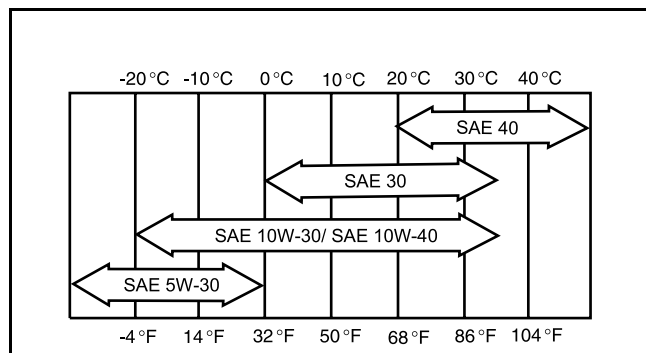 -20 °C -10 °C 0 °C 10 °C 20 °C 30 °C 40 °C
SAE 40
SAE 30
SAE 10W-30/ SAE 10W-40
SAE 5W-30
-4 °F 14 °F 32 °F 50 °F 68 °F 86 °F 104 °F